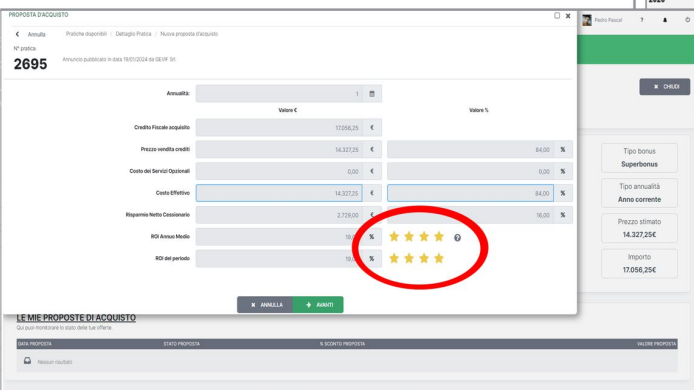 2020
PROPOSTA D'ACQUISTO
Annulla Pratiche disponibili / Dettaglio Pratica / Nuova proposta d'acquisto
Pedro Pascal ?
N° pratica:
2695 Annuncio pubblicato in data 19/01/2024 da GEIXF SK
CHIUDI
Annualità: 1
Valore € Valore %
Credito Fiscale acquisito 17.056,25 €
Prezzo vendita crediti 14.327,25 € 84,00 %
Costo dei Servizi Opzionali 0,00 € 0,00 %
Costo Effettivo 14.327,25 € 84,00 %
Risparmio Netto Cessionario 2.729,00 € 16,00 %
ROI Annuo Medio %
ROI del periodo %
ANNULLA AVANTI
Tipo bonus
Superbonus
Tipo annualità
Anno corrente
Prezzo stimato
14.327,25€
Importo
17.056,25€
LE MIE PROPOSTE DI ACQUISTO
Qui puoi monitorare lo stato delle tue offerte.
DATA PROPOSTA STATO PROPOSTA % SCONTO PROPOSTA VALORE PROPOSTA
Nessun risultato